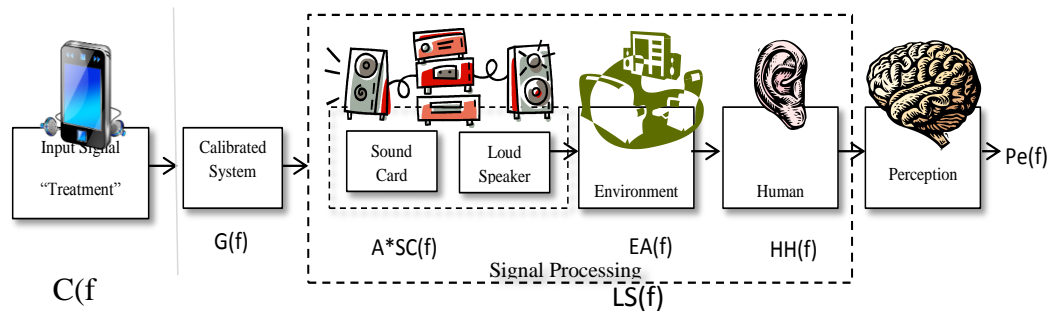 Input Signal
“Treatment”
Calibrated
System
Sound
Card
Loud
Speaker
Environment
Human
Perception
Pe(f)
G(f)
A*SC(f)
EA(f)
HH(f)
Signal Processing
C(f
LS(f)